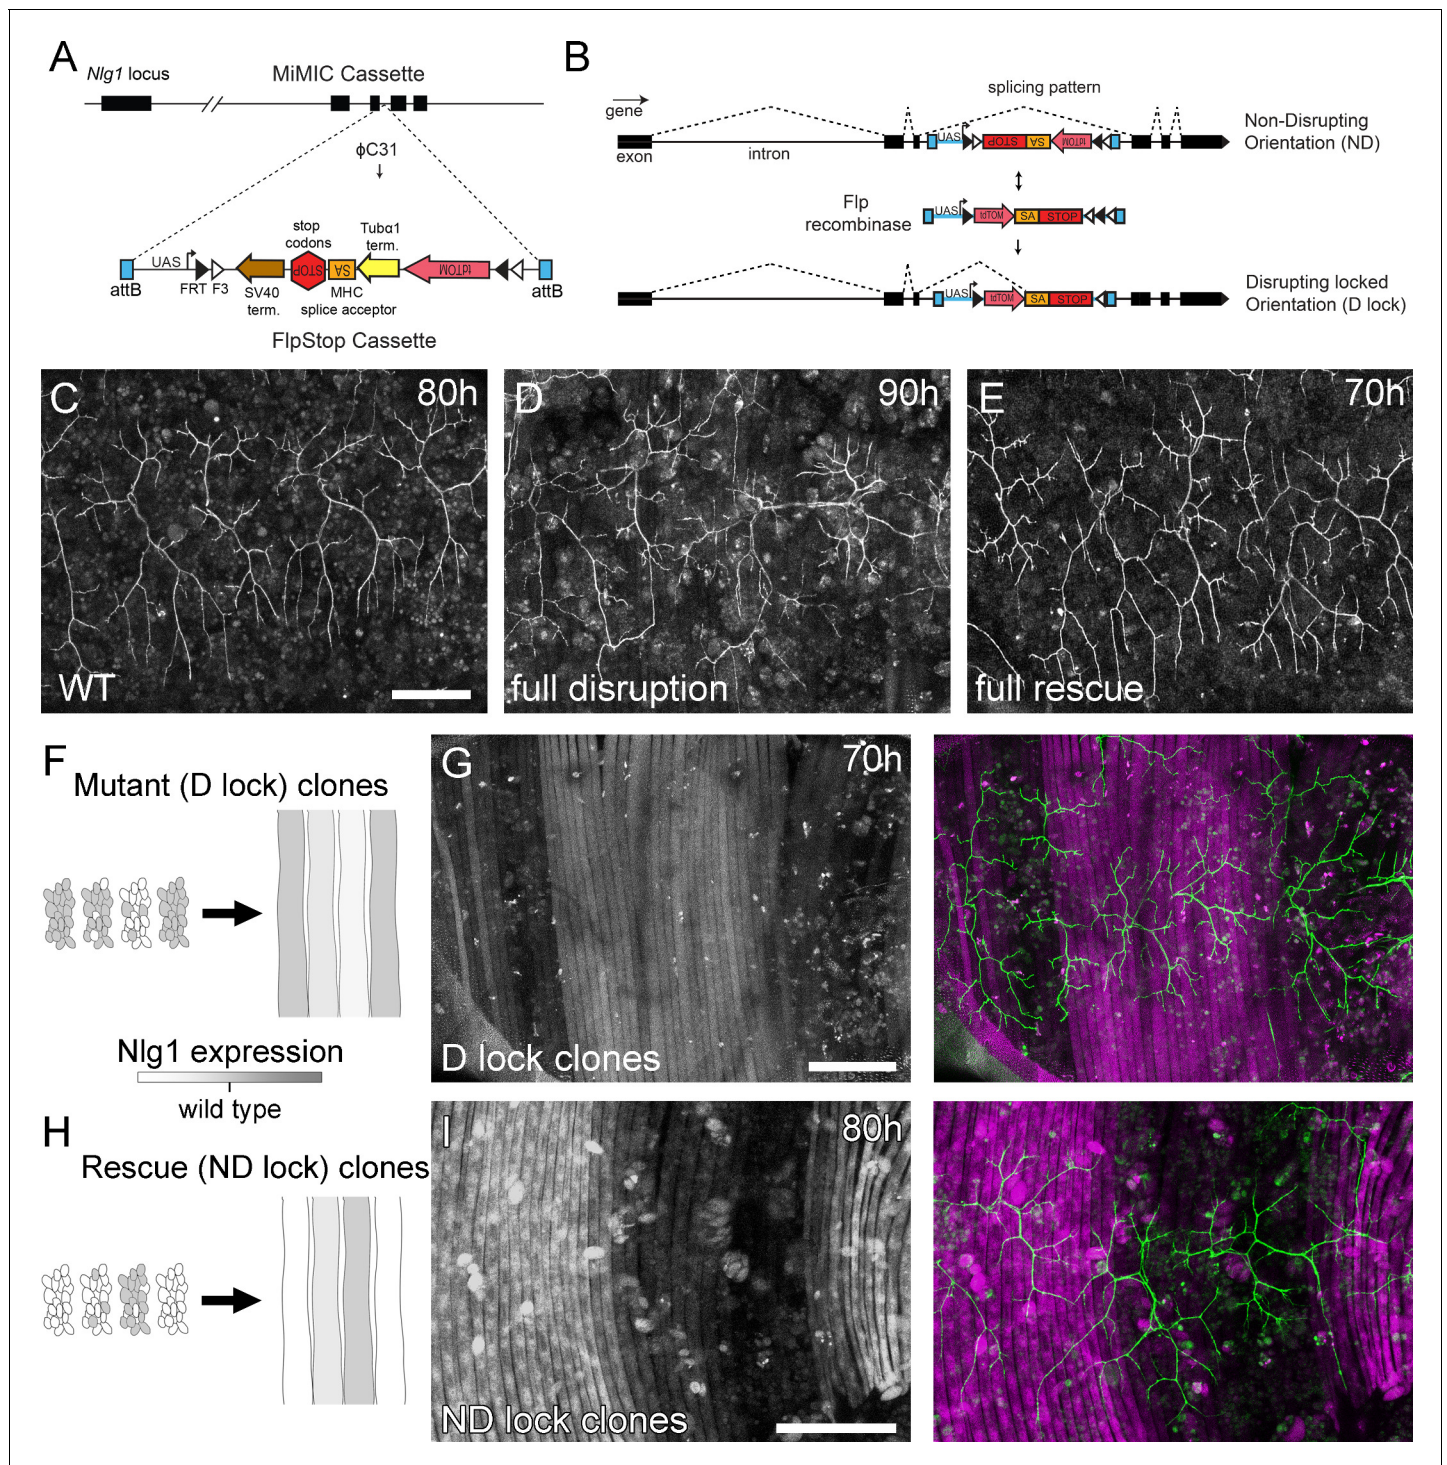 A
Nlg1 locus
MiMIC Cassette
ϕC31
stop
codons
Tubα1
term.
UAS
STOP
SA
tdTOM
attB
FRT F3
SV40
term.
MHC
splice acceptor
attB
FlpStop Cassette
B
gene
splicing pattern
UAS
STOP
SA
tdTOM
exon
intron
Non-Disrupting
Orientation (ND)
Flp
recombinase
UAS
tdTOM
SA
STOP
UAS
tdTOM
SA
STOP
Disrupting locked
Orientation (D lock)
C
80h
WT
D
90h
full disruption
E
70h
full rescue
F
Mutant (D lock) clones
G
70h
D lock clones
Nlg1 expression
wild type
H
Rescue (ND lock) clones
I
80h
ND lock clones